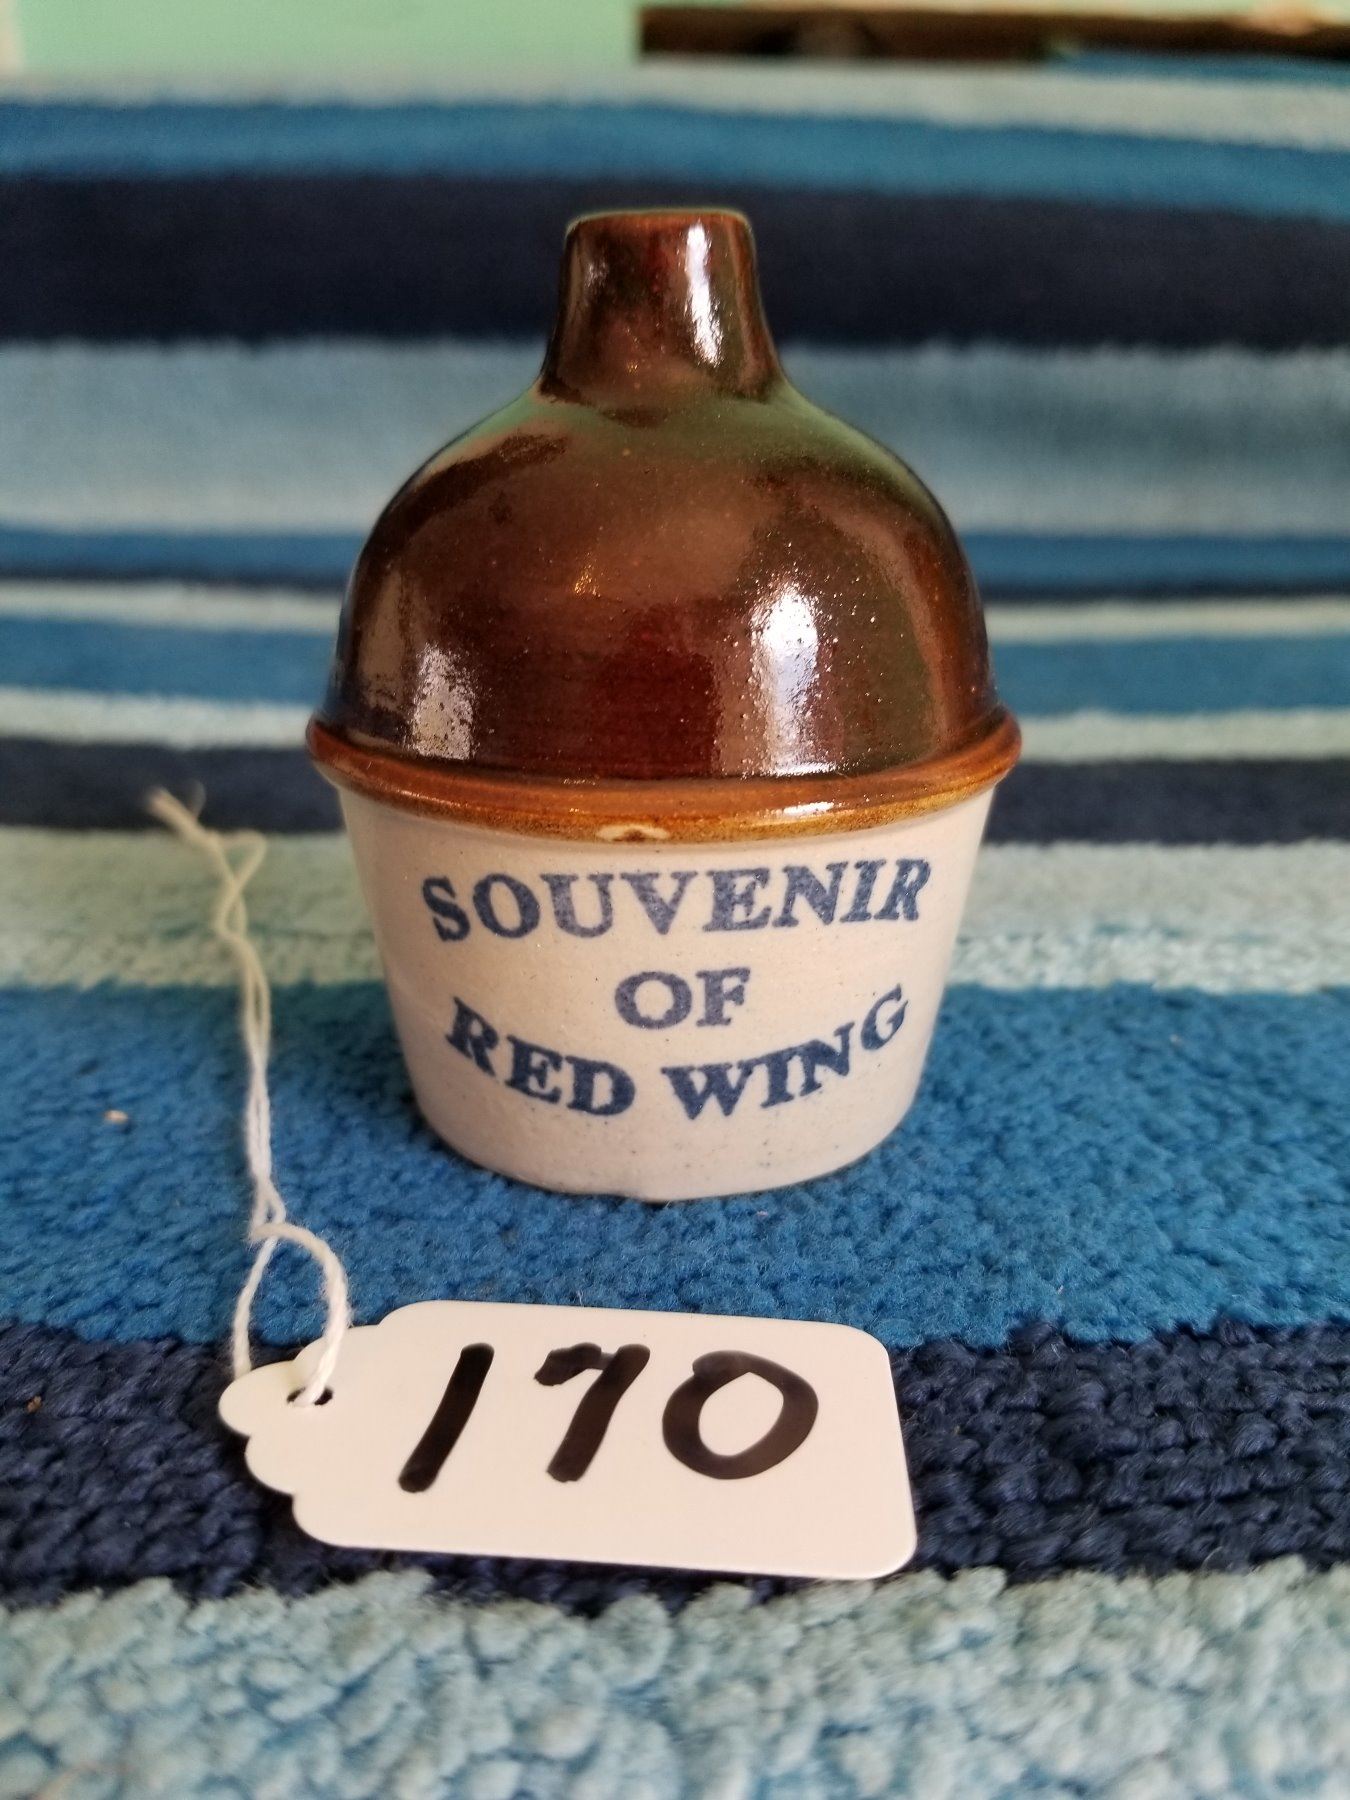 SOUVENIR
OF
RED WING
170